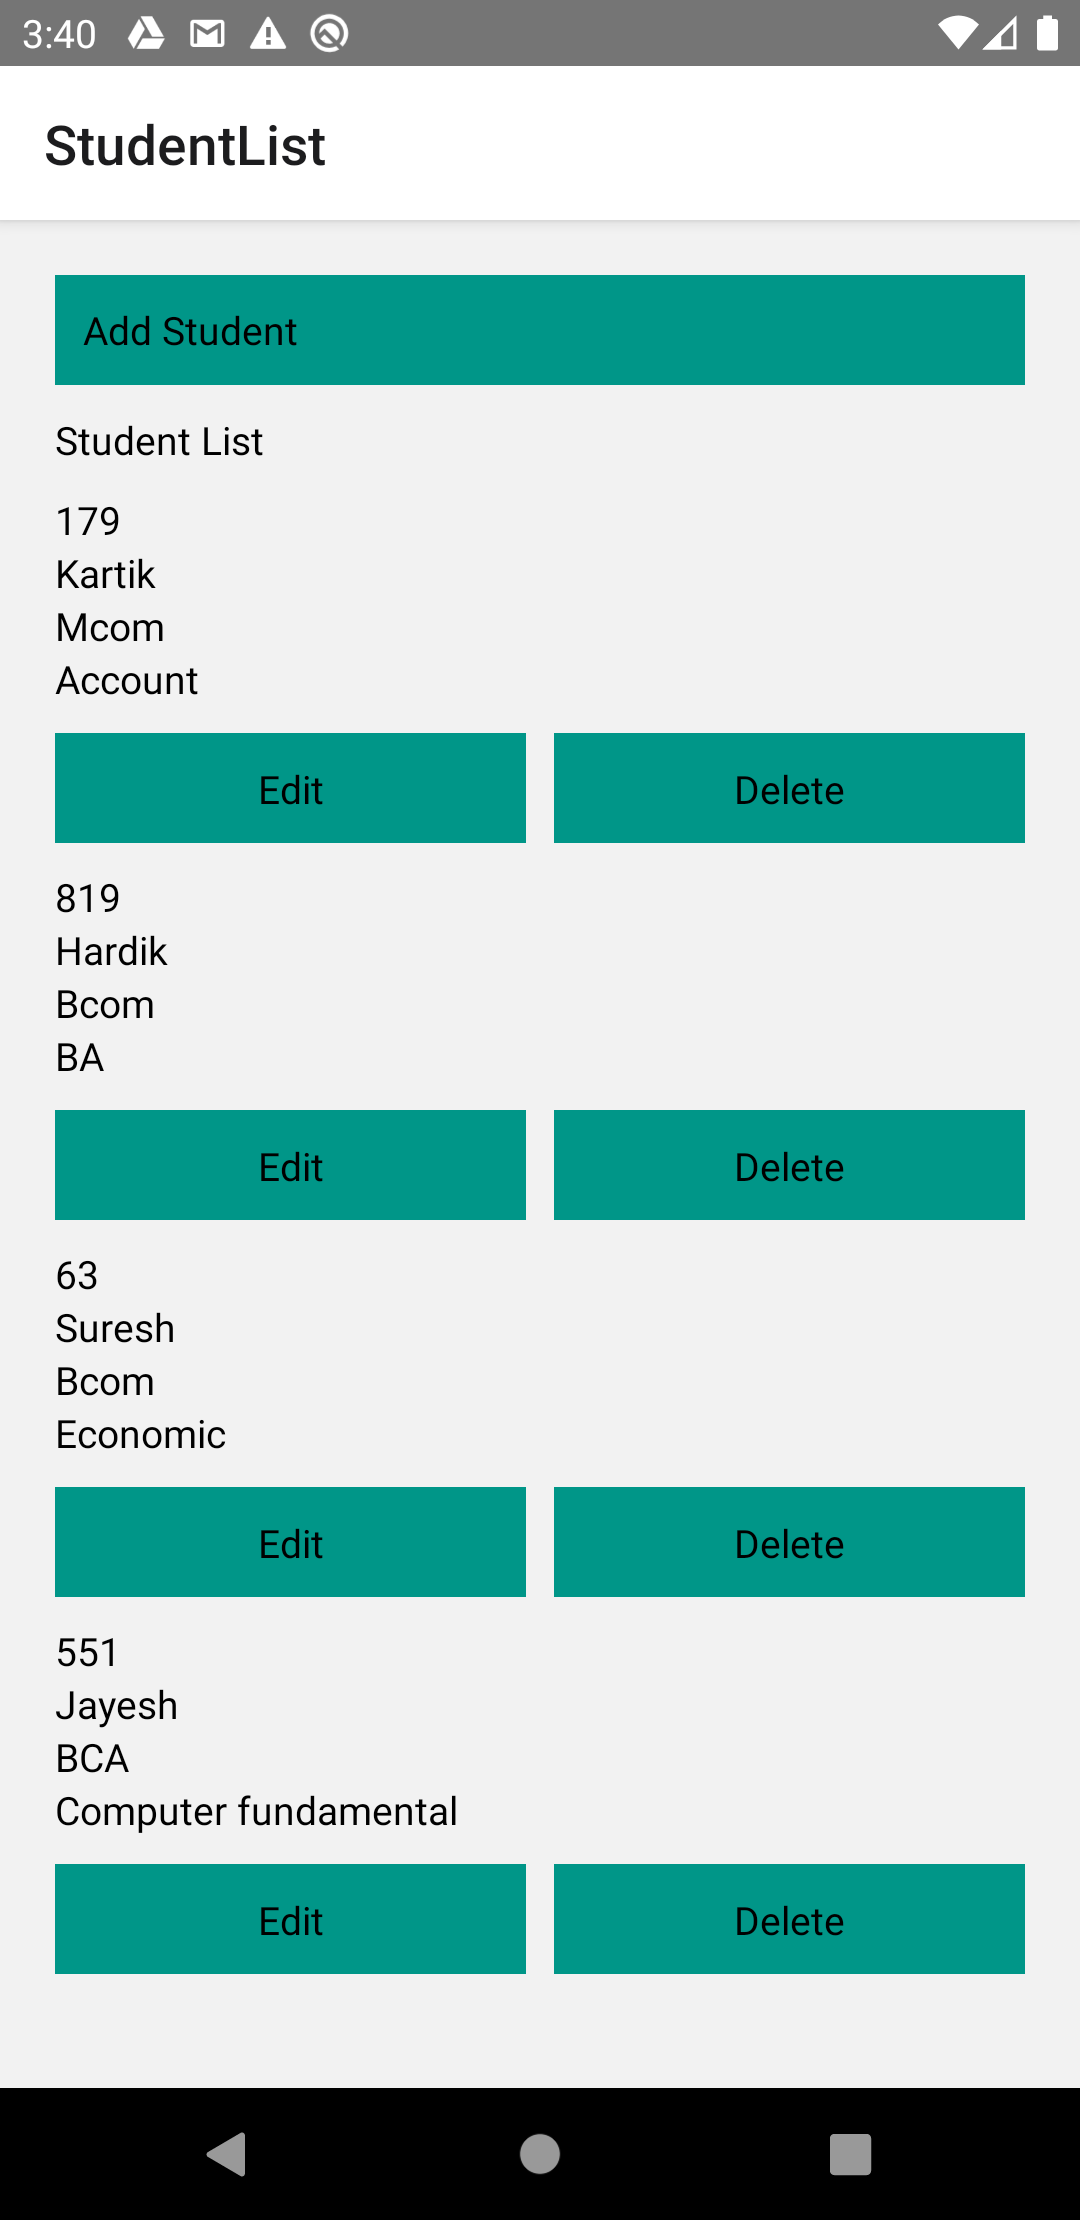 3:40
StudentList
Add Student
Student List
179
Kartik
Mcom
Account
Edit Delete
819
Hardik
Bcom
BA
Edit Delete
63
Suresh
Bcom
Economic
Edit Delete
551
Jayesh
BCA
Computer fundamental
Edit Delete